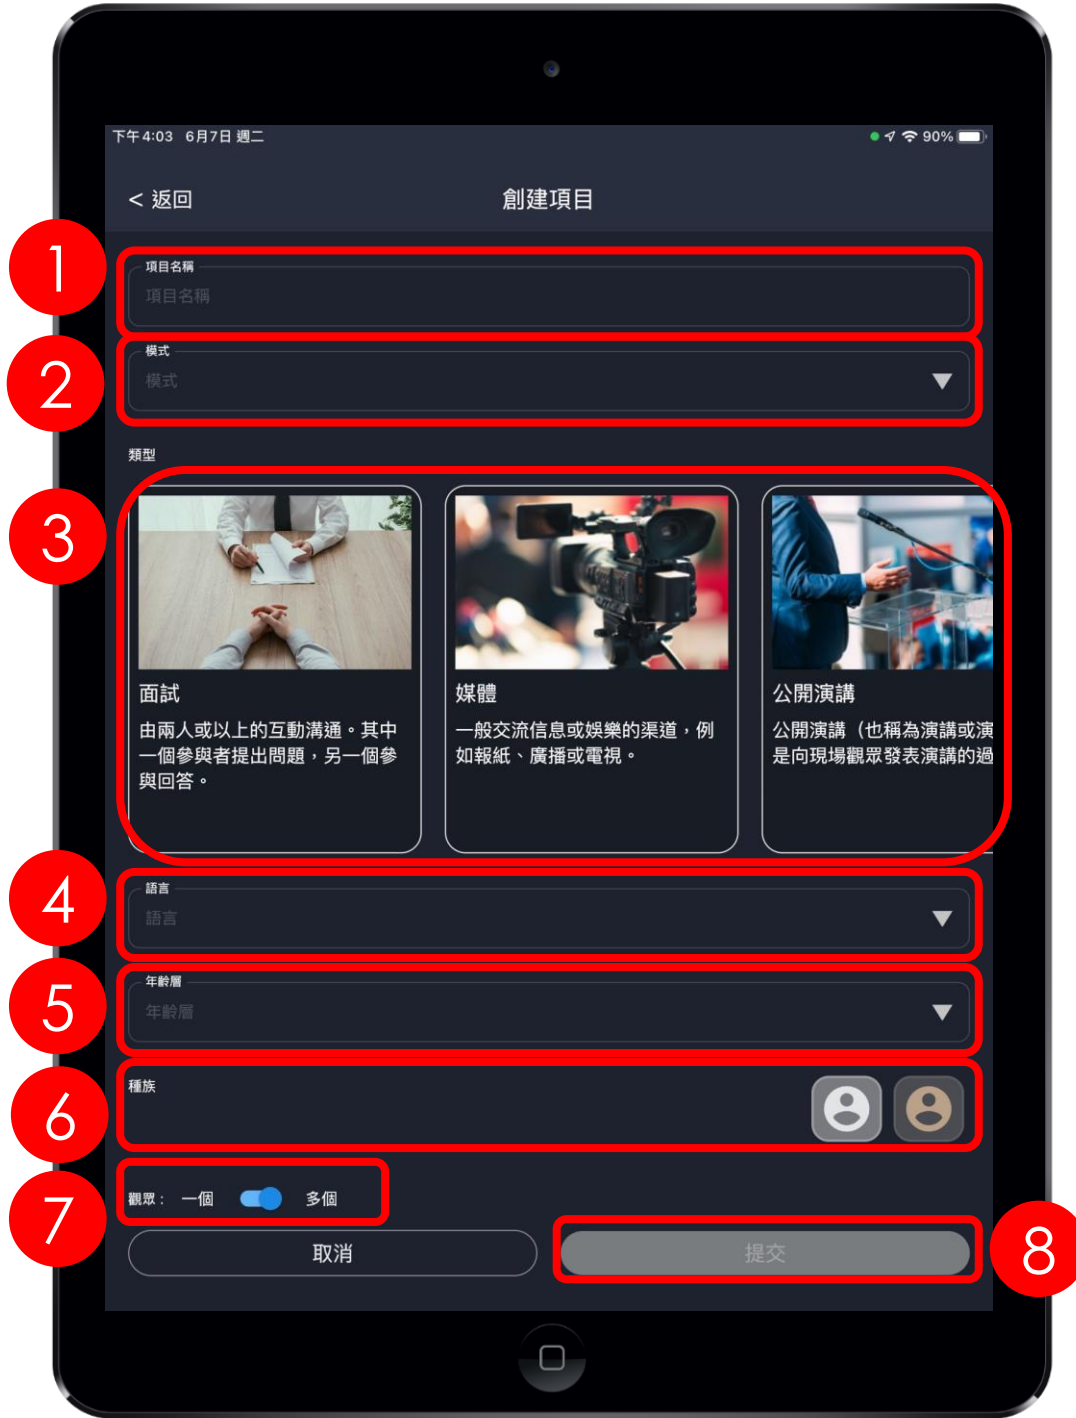 下午4:03 6月7日 週二
90%
< 返回
創建項目
1
項目名稱
項目名稱
2
模式
模式
類型
3
面試
由兩人或以上的互動溝通。其中
一個參與者提出問題，另一個參
與回答。
媒體
一般交流信息或娛樂的渠道，例
如報紙、廣播或電視。
公開演講
公開演講（也稱為演講或演
是向現場觀眾發表演講的過
4
語言
語言
5
年齡層
年齡層
6
種族
7
觀眾： 一個 多個
取消
提交
8